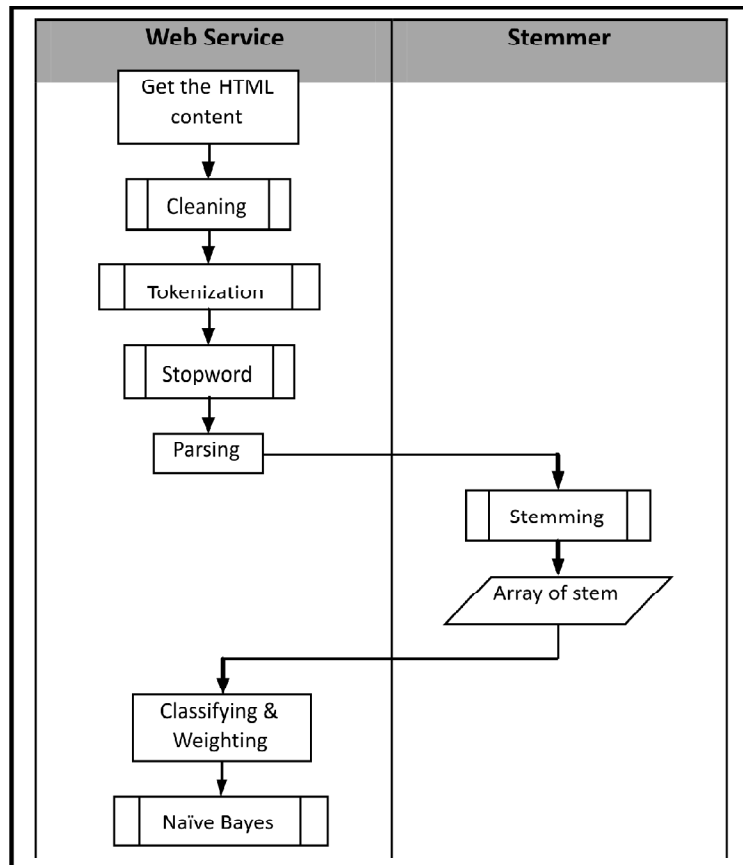 Web Service
Stemmer
Get the HTML
content
Cleaning
Tokenization
Stopword
Parsing
Stemming
Array of stem
Classifying &
Weighting
Naïve Bayes